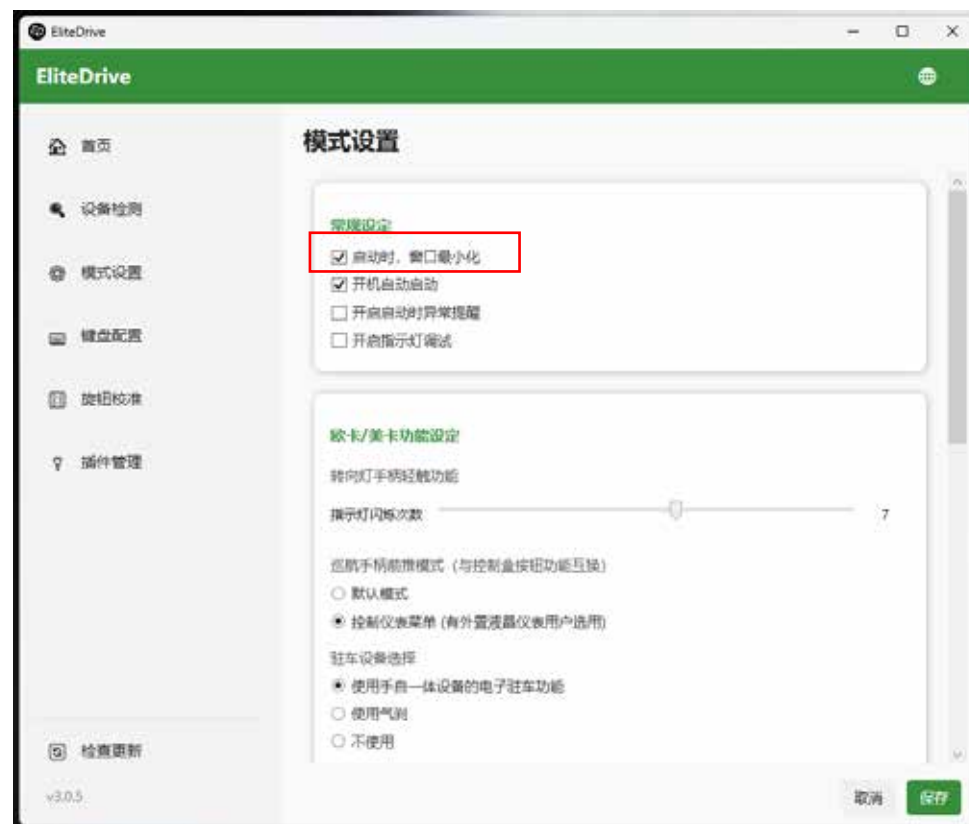 EliteDrive
EliteDrive
首页
设备检测
模式设置
键盘配置
旋钮校准
插件管理
检查更新
v3.0.5
模式设置
常规设定
启动时，窗口最小化
开机自动启动
开启启动时异常提醒
开启指示灯调试
欧卡/美卡功能设定
转向灯手柄轻触功能
指示灯闪烁次数 7
巡航手柄前推模式（与控制盒按钮功能互换）
默认模式
控制仪表菜单 (有外置液晶仪表用户选用)
驻车设备选择
使用手自一体设备的电子驻车功能
使用气刹
不使用
取消 保存